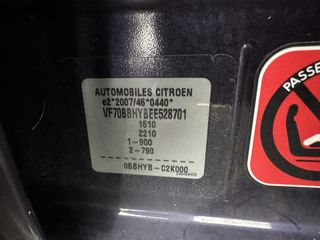 AUTOMOBILES CITROEN
e2*2007/46*0440*
VF70BBHYBEE528701
1610
2210
1-900
2-790
0BBHYB-C2K000
PASSE